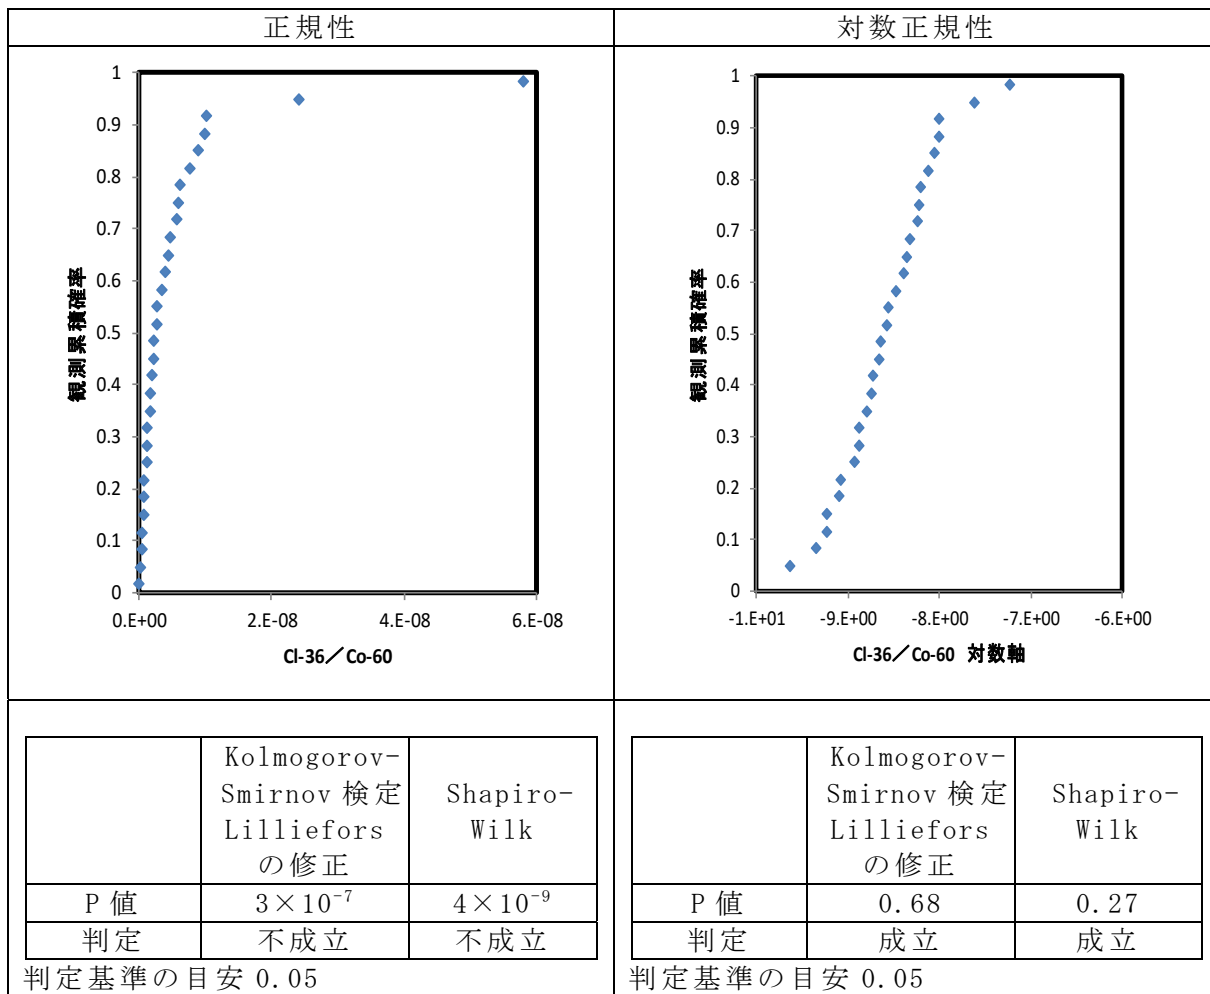 正規性
対数正規性
1
0.9
0.8
0.7
0.6
0.5
0.4
0.3
0.2
0.1
0
観測累積確率
0.E+00 2.E-08 4.E-08 6.E-08
Cl-36／Co-60
1
0.9
0.8
0.7
0.6
0.5
0.4
0.3
0.2
0.1
0
観測累積確率
-1.E+01 -9.E+00 -8.E+00 -7.E+00 -6.E+00
Cl-36／Co-60 対数軸
Kolmogorov-
Smirnov 検定
Lilliefors
の修正
Shapiro-
Wilk
P 値 3×10⁻⁷ 4×10⁻⁹
判定 不成立 不成立
判定基準の目安 0.05
Kolmogorov-
Smirnov 検定
Lilliefors
の修正
Shapiro-
Wilk
P 値 0.68 0.27
判定 成立 成立
判定基準の目安 0.05